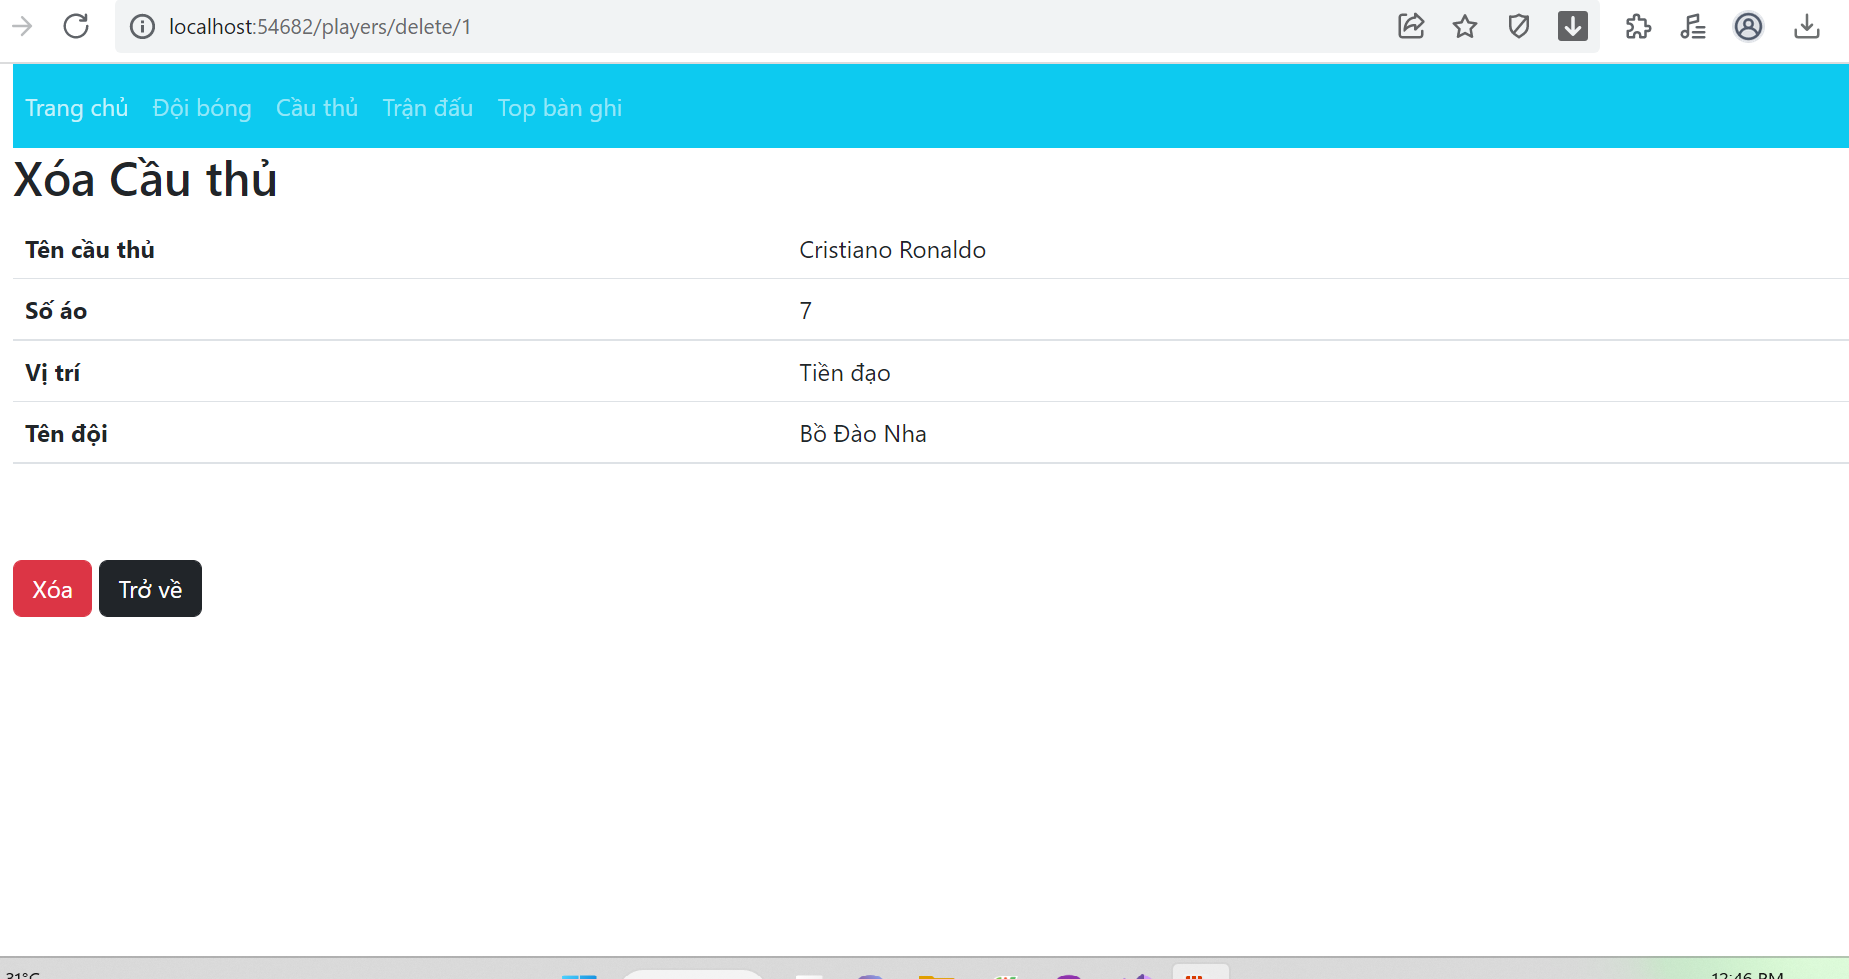 localhost:54682/players/delete/1
Trang chủ Đội bóng Cầu thủ Trận đấu Top bàn ghi
Xóa Cầu thủ
Tên cầu thủ Cristiano Ronaldo
Số áo 7
Vị trí Tiền đạo
Tên đội Bồ Đào Nha
Xóa Trở về
31°C 12:46 PM